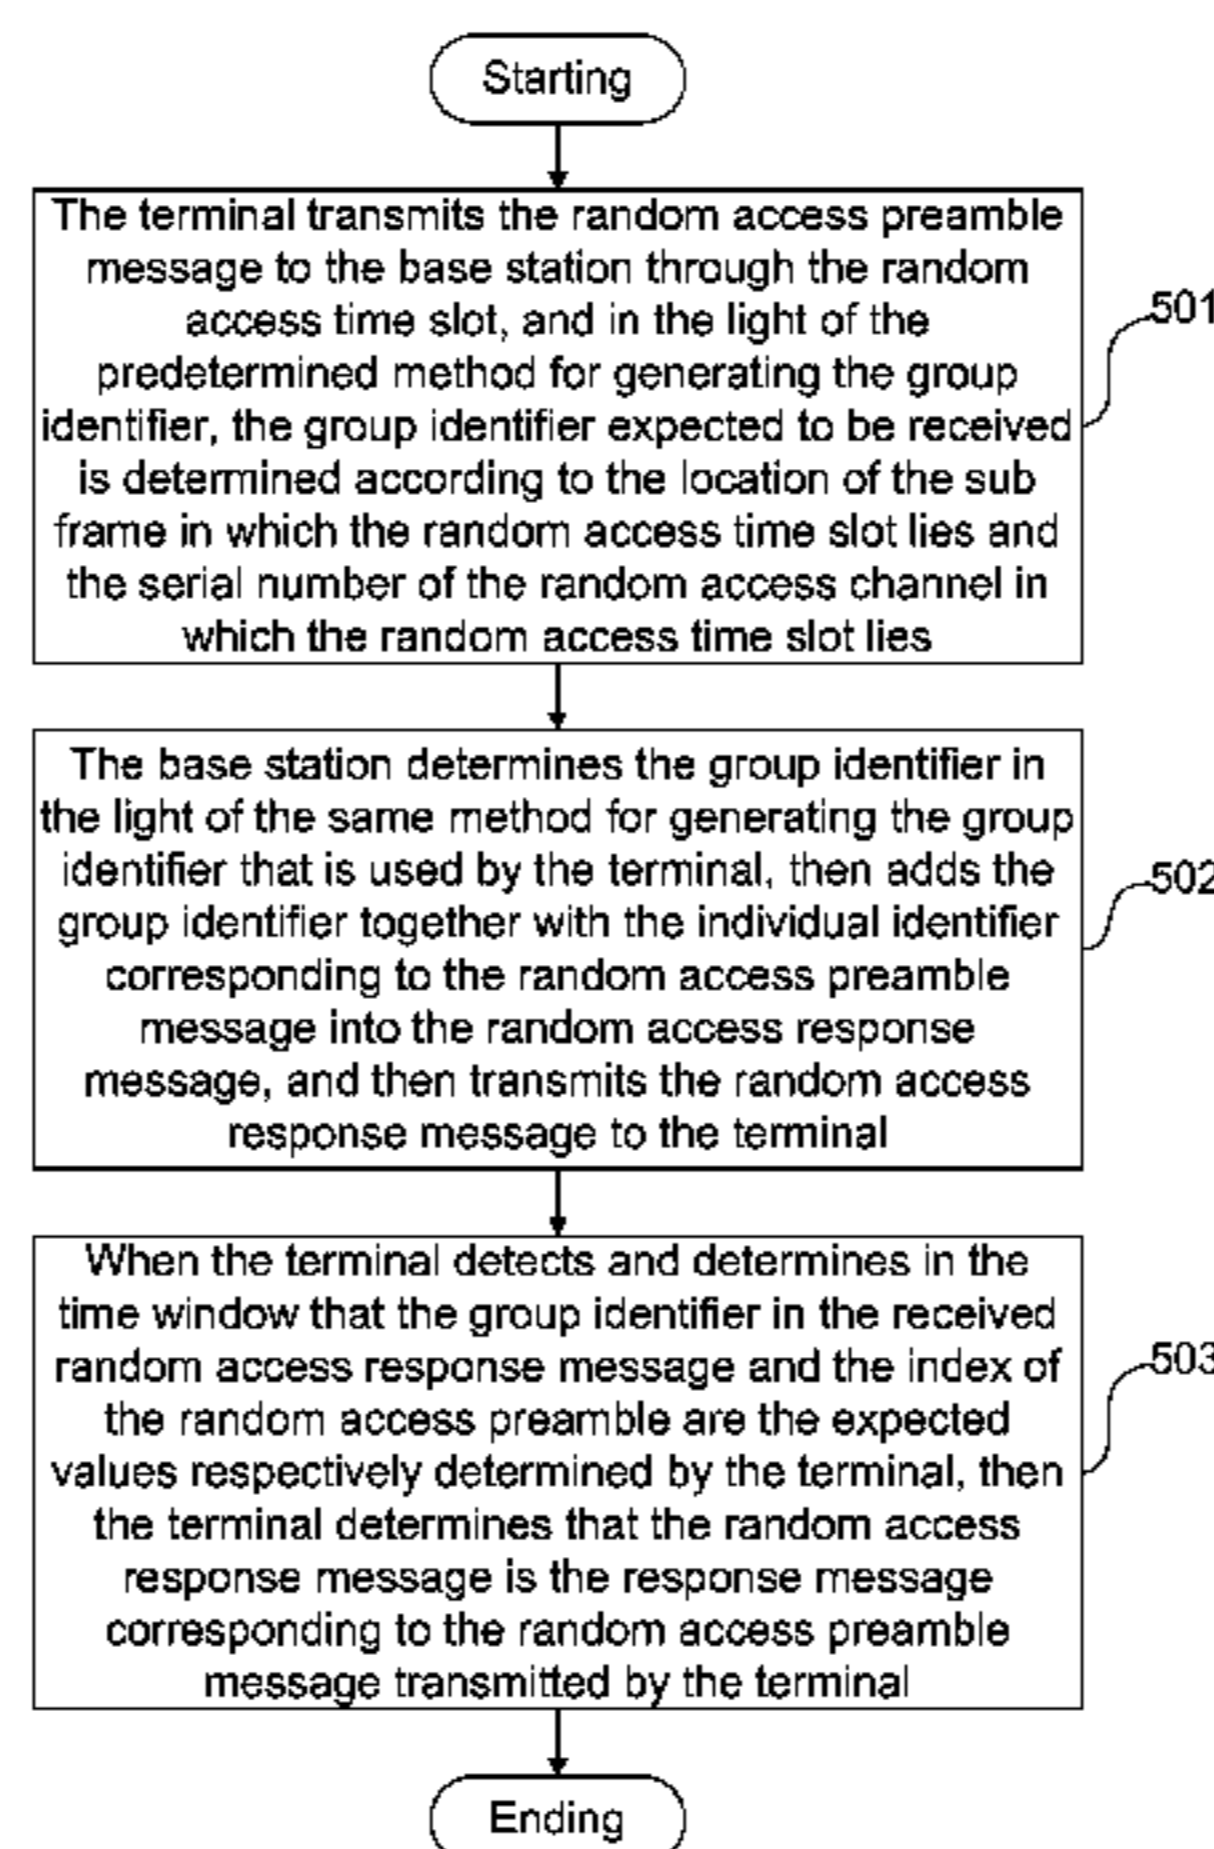 Starting
The terminal transmits the random access preamble
message to the base station through the random
access time slot, and in the light of the
predetermined method for generating the group
identifier, the group identifier expected to be received
is determined according to the location of the sub
frame in which the random access time slot lies and
the serial number of the random access channel in
which the random access time slot lies
501
The base station determines the group identifier in
the light of the same method for generating the group
identifier that is used by the terminal, then adds the
group identifier together with the individual identifier
corresponding to the random access preamble
message into the random access response
message, and then transmits the random access
response message to the terminal
502
When the terminal detects and determines in the
time window that the group identifier in the received
random access response message and the index of
the random access preamble are the expected
values respectively determined by the terminal, then
the terminal determines that the random access
response message is the response message
corresponding to the random access preamble
message transmitted by the terminal
503
Ending